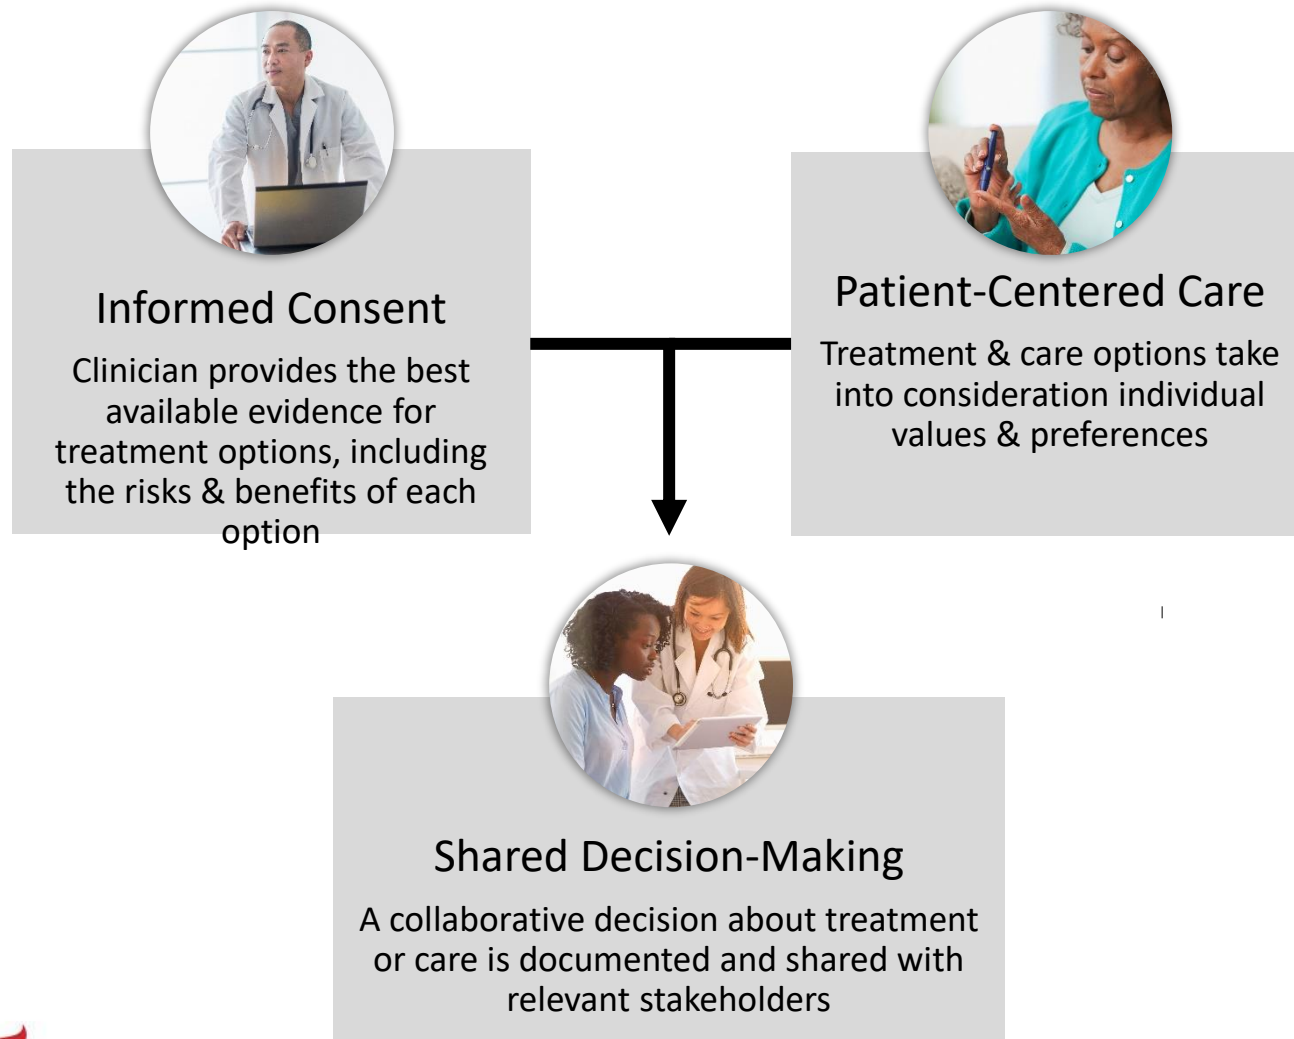 Informed Consent
Clinician provides the best
available evidence for
treatment options, including
the risks & benefits of each
option
Patient-Centered Care
Treatment & care options take
into consideration individual
values & preferences
Shared Decision-Making
A collaborative decision about treatment
or care is documented and shared with
relevant stakeholders